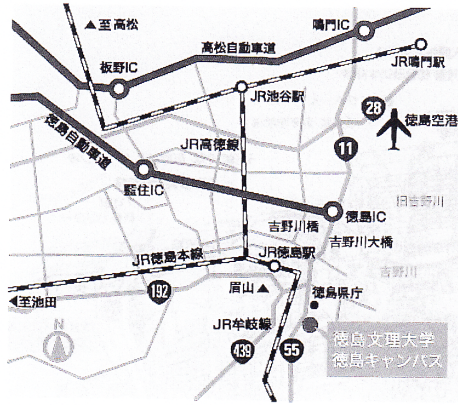 ▲至高松
鳴門IC
高松自動車道
JR鳴門駅
板野IC
JR池谷駅
28
徳島空港
徳島自動車道
JR高徳線
11
藍住IC
旧吉野川
徳島IC
吉野川橋
吉野川大橋
JR徳島本線
JR徳島駅
吉野川
192
眉山▲
◀至池田
徳島県庁
N
JR牟岐線
439
55
徳島文理大学
徳島キャンパス